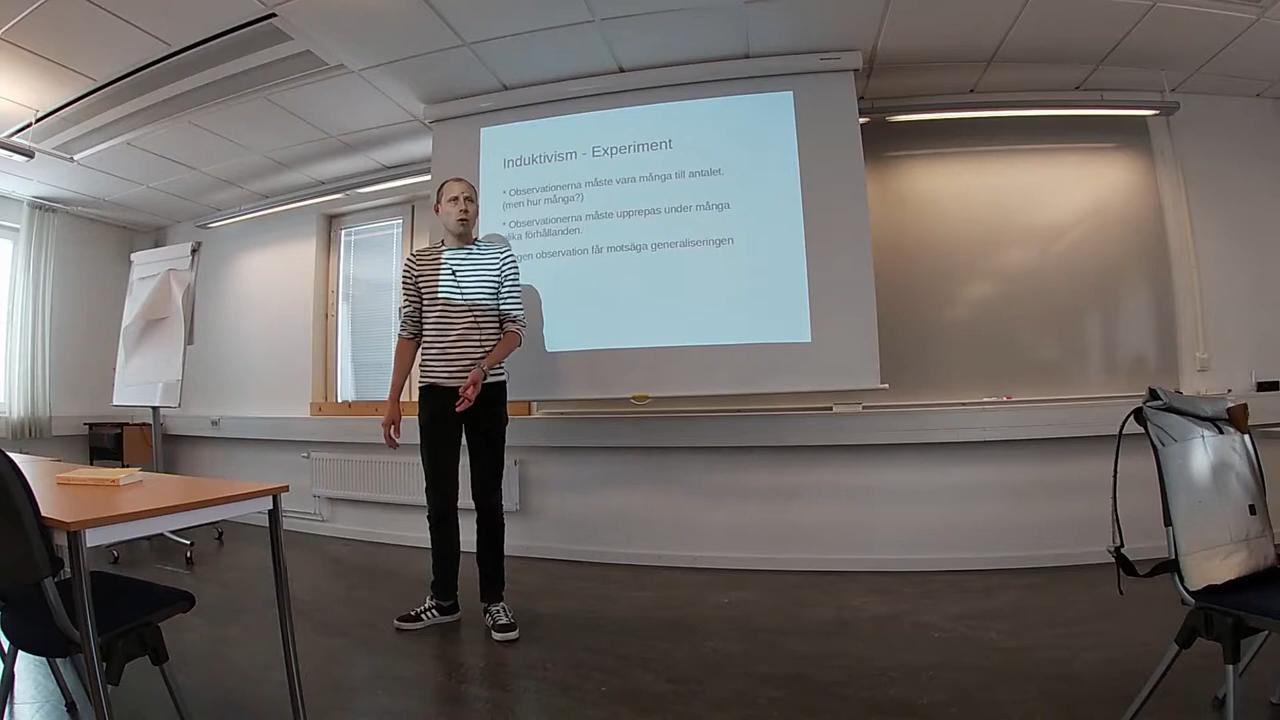 Induktivism - Experiment
* Observationerna måste vara många till antalet.
(men hur många?)
* Observationerna måste upprepas under många
olika förhållanden.
observation får motsäga generaliseringen